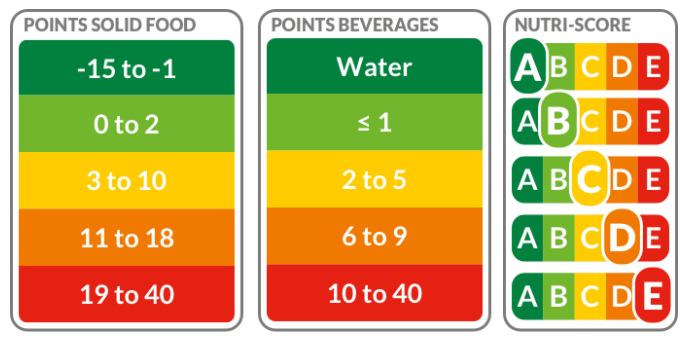 POINTS SOLID FOOD
-15 to -1
0 to 2
3 to 10
11 to 18
19 to 40
POINTS BEVERAGES
Water
≤ 1
2 to 5
6 to 9
10 to 40
NUTRI-SCORE
A B C D E
A B C D E
A B C D E
A B C D E
A B C D E